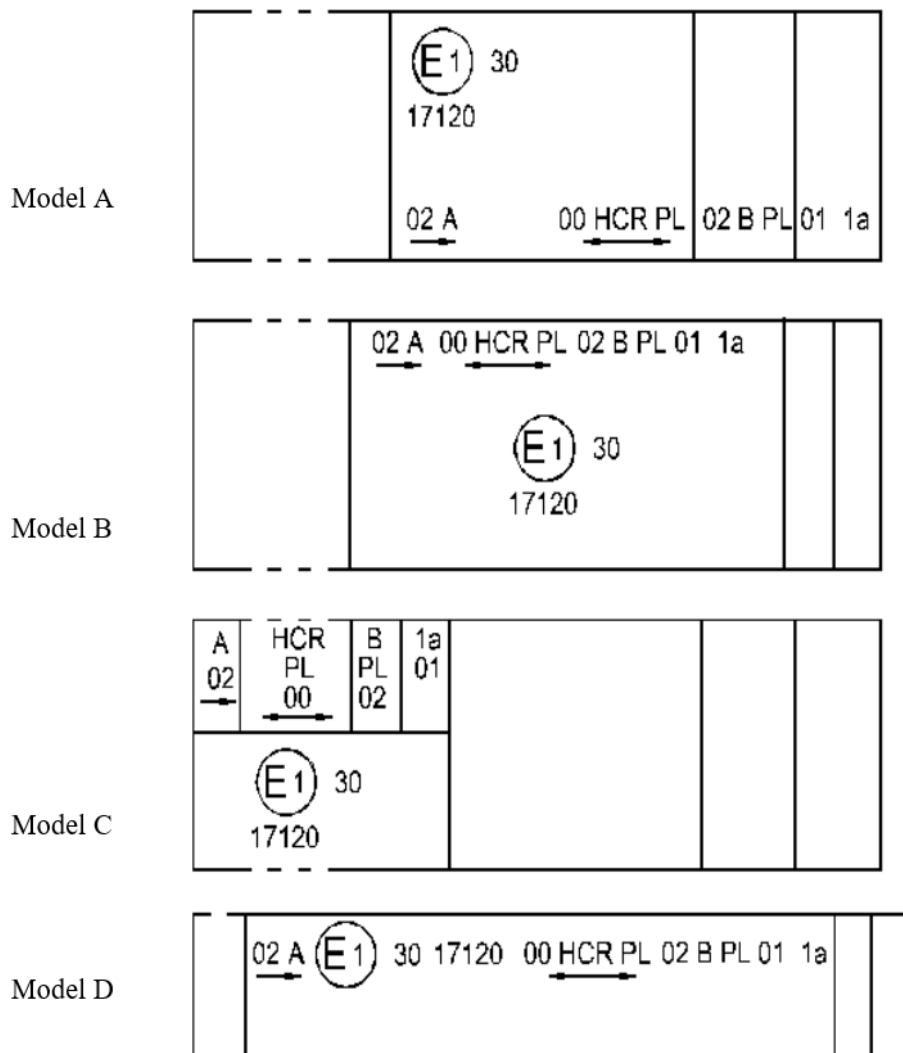 E1 30
17120
Model A
02 A 00 HCR PL 02 B PL 01 1a
02 A 00 HCR PL 02 B PL 01 1a
E1 30
17120
Model B
A HCR B 1a
02 PL PL 01
00 02
E1 30
17120
Model C
02 A E1 30 17120 00 HCR PL 02 B PL 01 1a
Model D